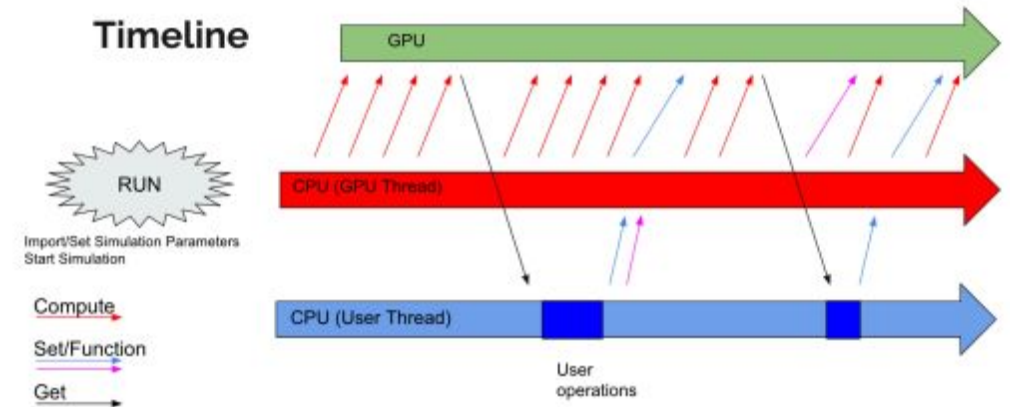 Timeline
GPU
RUN
CPU (GPU Thread)
Import/Set Simulation Parameters
Start Simulation
Compute
CPU (User Thread)
Set/Function
User
operations
Get